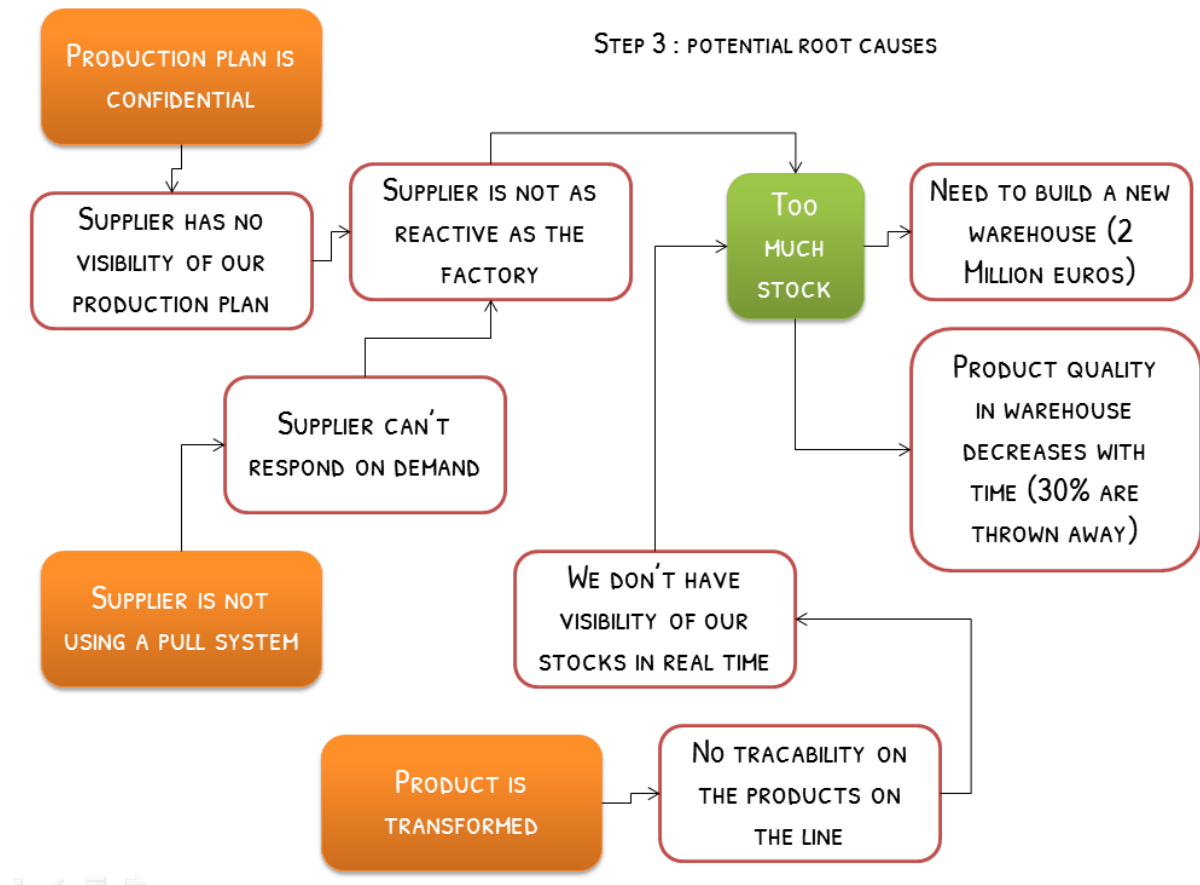 Step 3 : potential root causes
Production plan is
confidential
Supplier has no
visibility of our
production plan
Supplier is not as
reactive as the
factory
Too
much
stock
Need to build a new
warehouse (2
Million euros)
Product quality
in warehouse
decreases with
time (30% are
thrown away)
Supplier can't
respond on demand
Supplier is not
using a pull system
We don't have
visibility of our
stocks in real time
Product is
transformed
No tracability on
the products on
the line